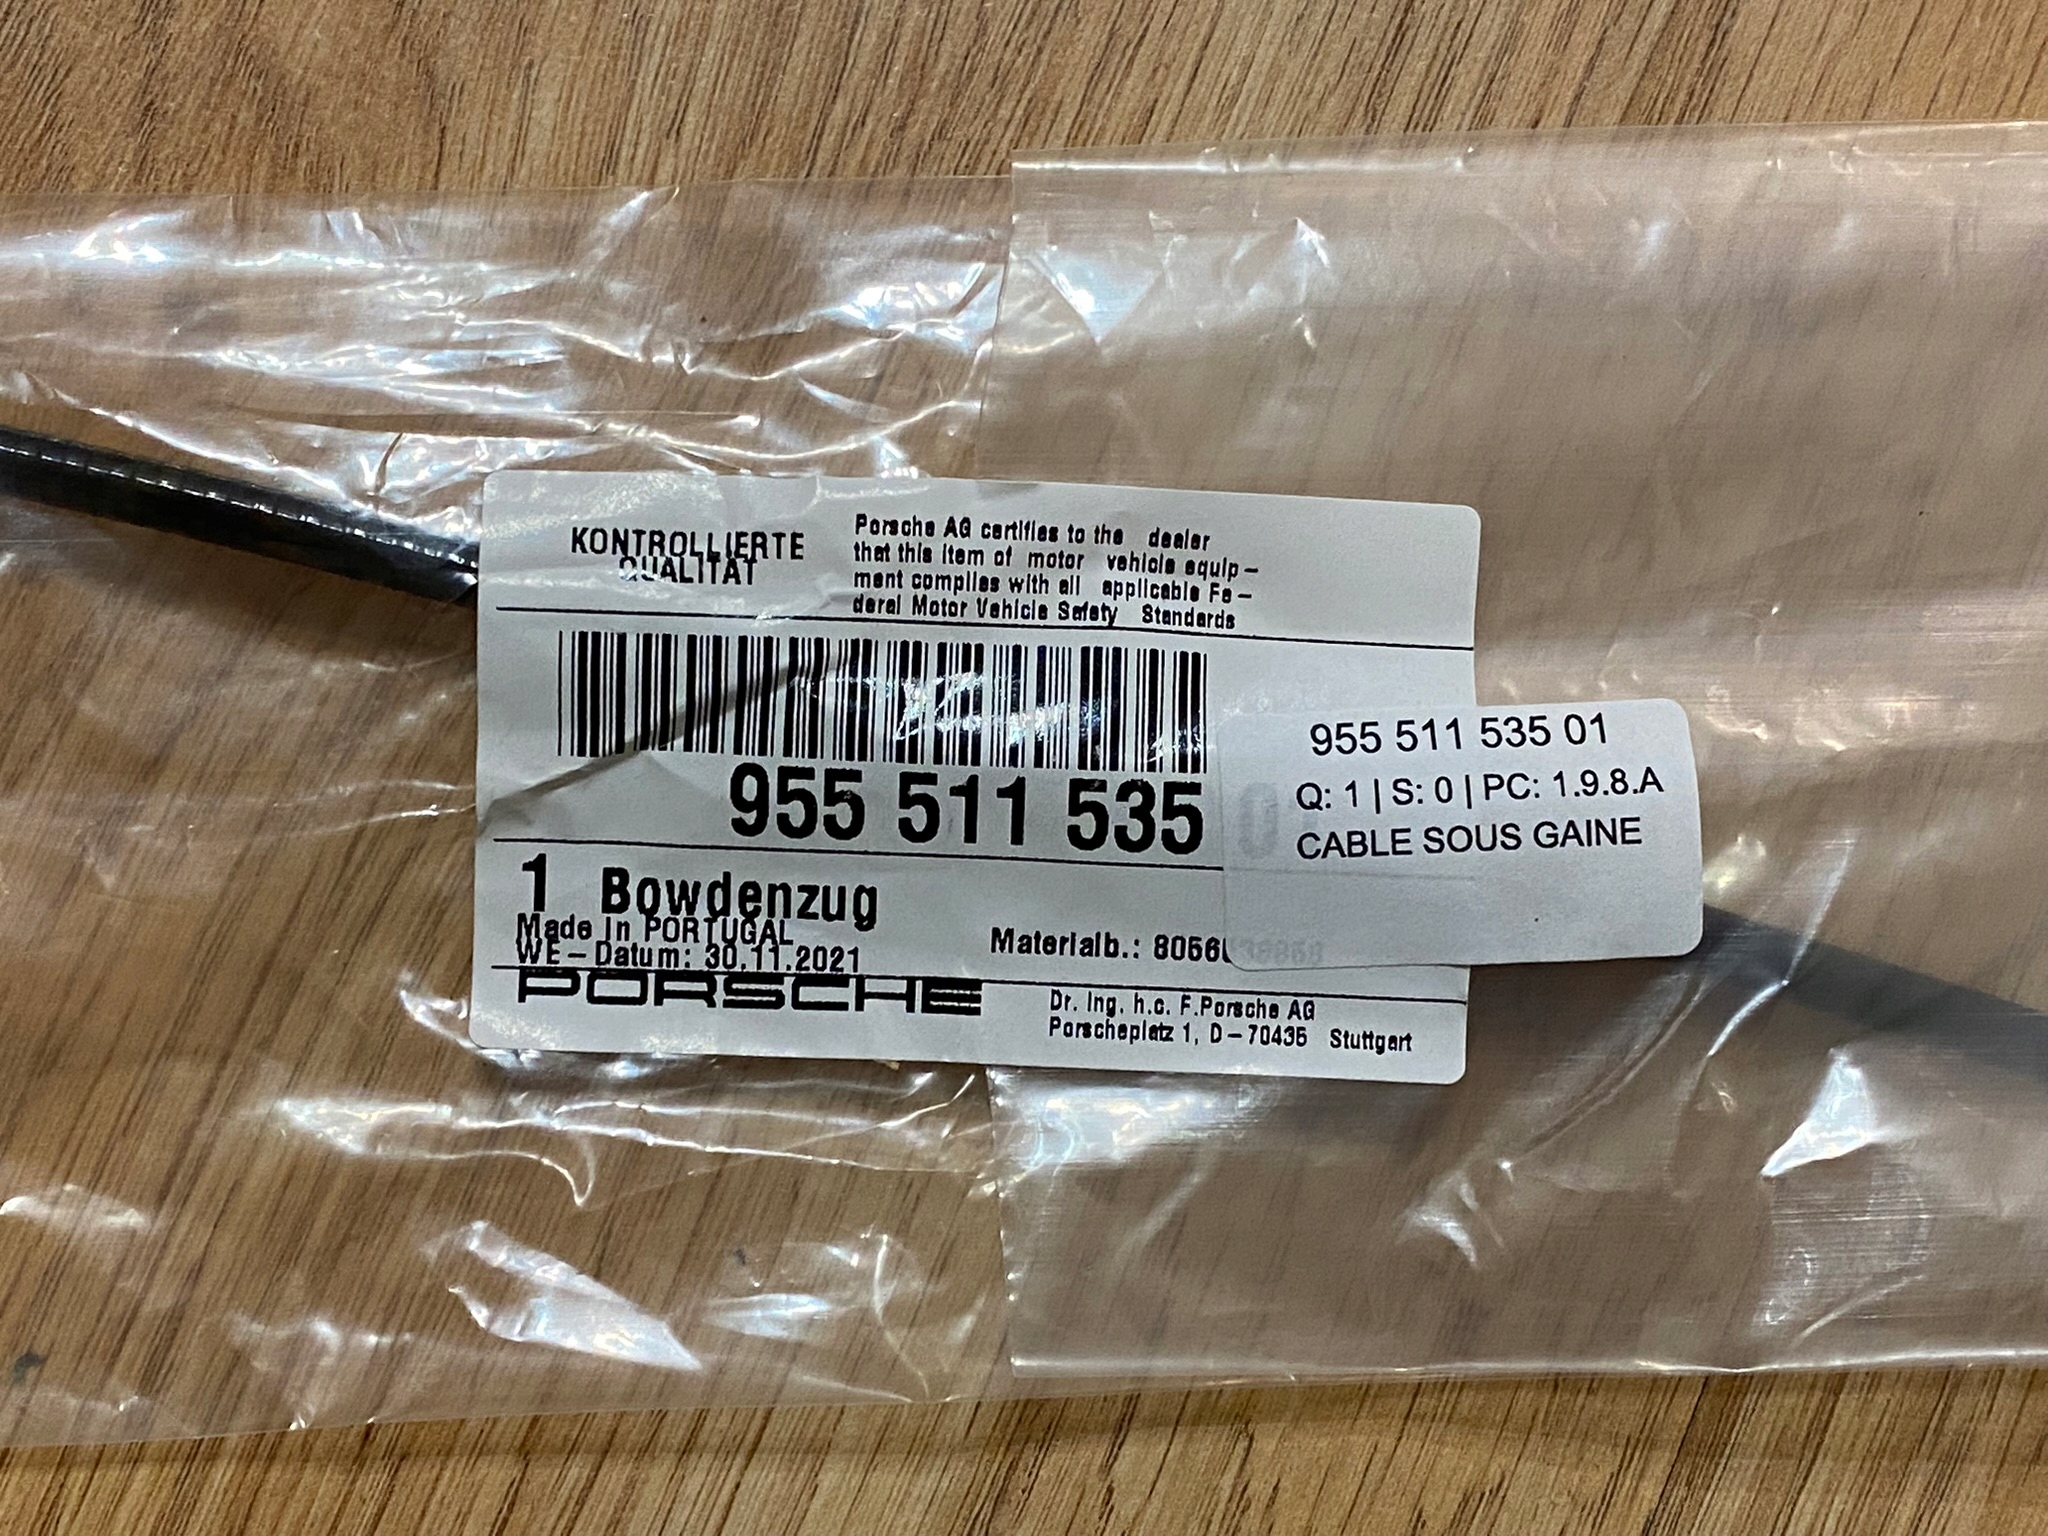 KONTROLLIERTE
QUALITÄT
Porsche AG certifies to the dealer
that this item of motor vehicle equip-
ment complies with all applicable Fe-
deral Motor Vehicle Safety Standards
955 511 535 0
1 Bowdenzug
Made in PORTUGAL
WE-Datum: 30.11.2021
Materialb.:
PORSCHE
Dr. Ing. h.c. F.Porsche AG
Porscheplatz 1, D-70435 Stuttgart
955 511 535 01
Q: 1 | S: 0 | PC: 1.9.8.A
CABLE SOUS GAINE